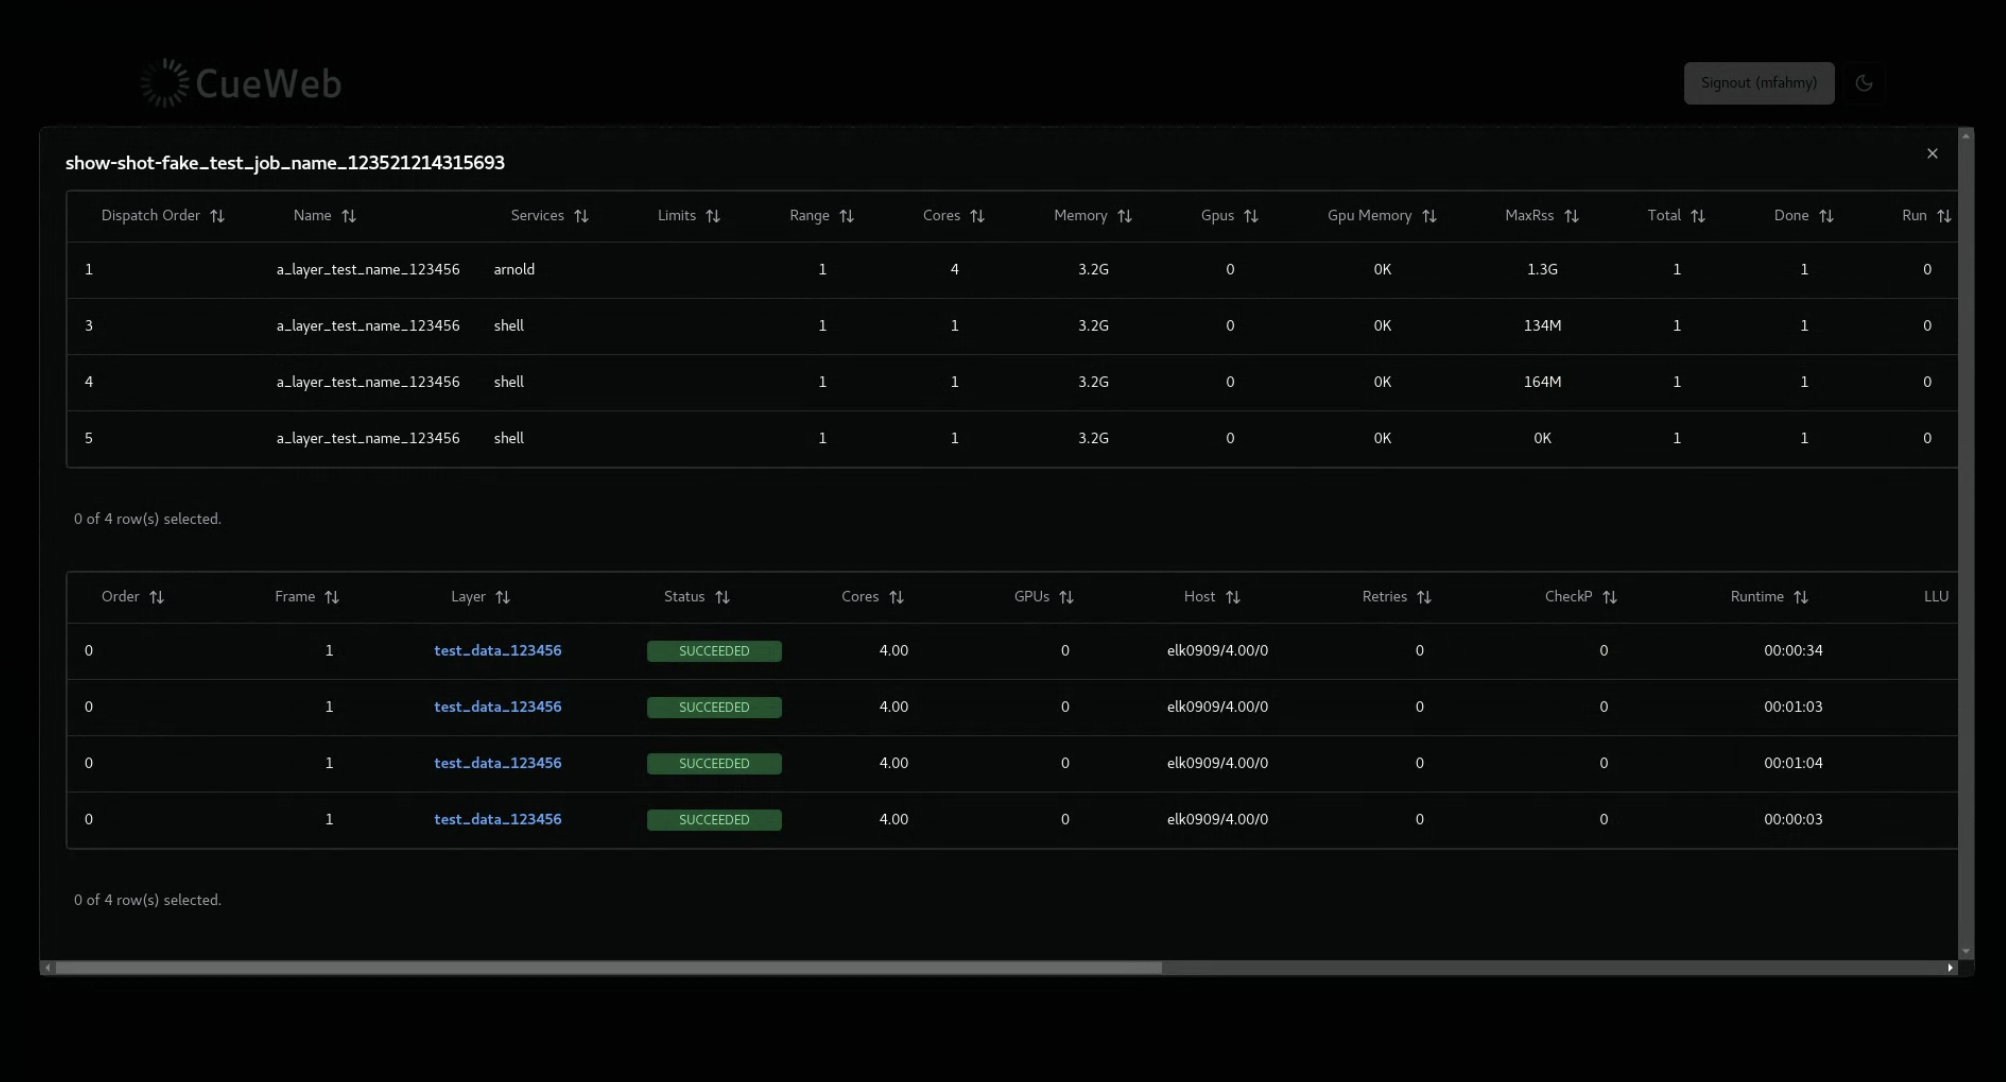 CueWeb
Signout (mfahmy)
show-shot-fake_test_job_name_123521214315693
Dispatch Order Name Services Limits Range Cores Memory Gpus Gpu Memory MaxRss Total Done Run
1 a_layer_test_name_123456 arnold 1 4 3.2G 0 0K 1.3G 1 1 0
3 a_layer_test_name_123456 shell 1 1 3.2G 0 0K 134M 1 1 0
4 a_layer_test_name_123456 shell 1 1 3.2G 0 0K 164M 1 1 0
5 a_layer_test_name_123456 shell 1 1 3.2G 0 0K 0K 1 1 0
0 of 4 row(s) selected.
Order Frame Layer Status Cores GPUs Host Retries CheckP Runtime LLU
0 1 test_data_123456 SUCCEEDED 4.00 0 elk0909/4.00/0 0 0 00:00:34
0 1 test_data_123456 SUCCEEDED 4.00 0 elk0909/4.00/0 0 0 00:01:03
0 1 test_data_123456 SUCCEEDED 4.00 0 elk0909/4.00/0 0 0 00:01:04
0 1 test_data_123456 SUCCEEDED 4.00 0 elk0909/4.00/0 0 0 00:00:03
0 of 4 row(s) selected.